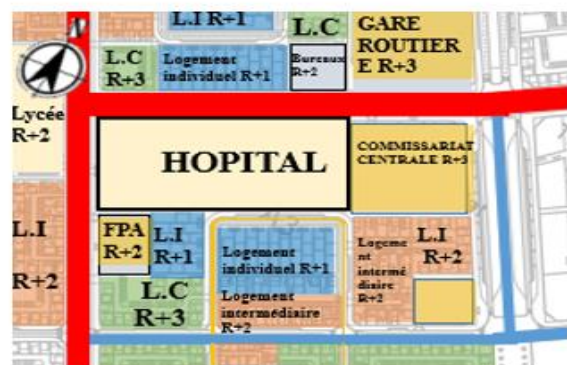 N
L.I R+1
L.C
R+3
Logement
individuel R+1
L.C
Bureaux
R+2
GARE
ROUTIER
E R+3
Lycée
R+2
HOPITAL
COMMISSARIAT
CENTRALE R+3
L.I
R+2
FPA
R+2
L.I
R+1
L.C
R+3
Logement
individuel R+1
Logement
intermédiaire
R+2
Logeme
nt
intermé
diaire
R+2
L.I
R+2